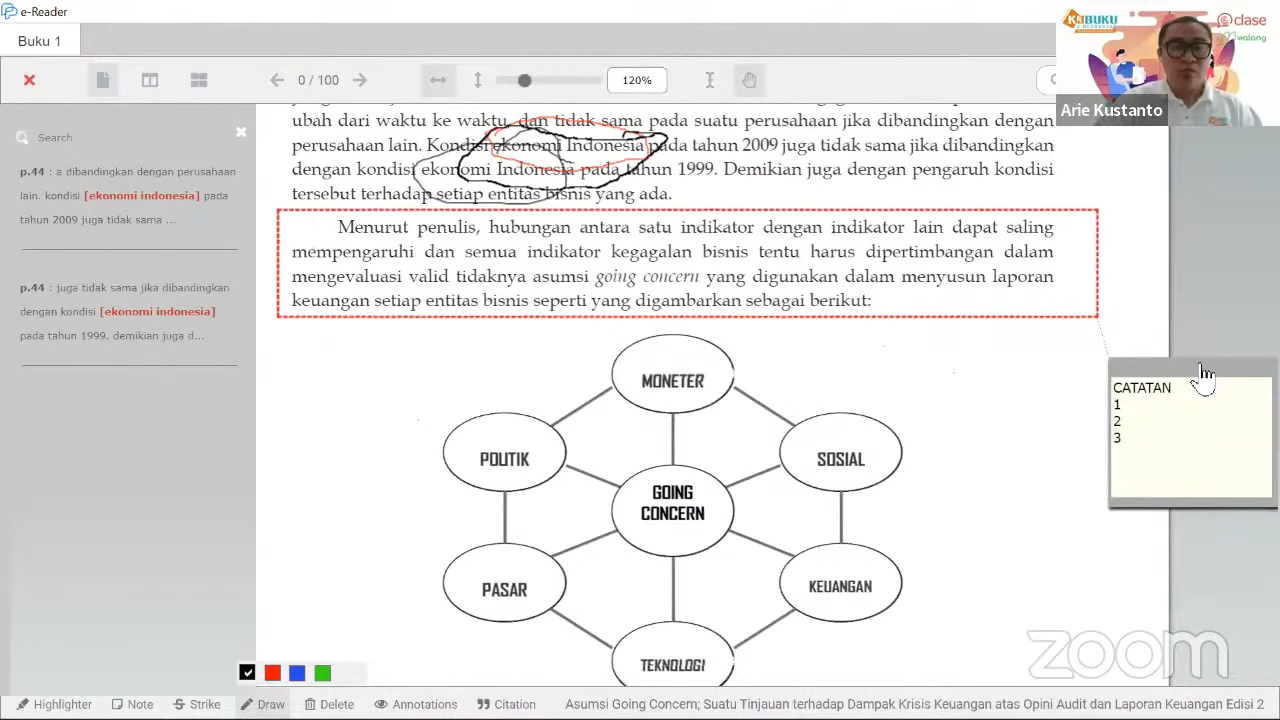 e-Reader
Buku 1
0 / 100
120%
KUBUKU
clase
walang
Arie Kustanto
Search
p.44 : a dibandingkan dengan perusahaan
lain. kondisi [ekonomi indonesia] pada
tahun 2009 juga tidak sama ...
p.44 : juga tidak sama jika dibandingkan
dengan kondisi [ekonomi indonesia]
pada tahun 1999. demikian juga d...
ubah dari waktu ke waktu, dan tidak sama pada suatu perusahaan jika dibandingkan dengan
perusahaan lain. Kondisi ekonomi Indonesia pada tahun 2009 juga tidak sama jika dibandingkan
dengan kondisi ekonomi Indonesia pada tahun 1999. Demikian juga dengan pengaruh kondisi
tersebut terhadap setiap entitas bisnis yang ada.
Menurut penulis, hubungan antara satu indikator dengan indikator lain dapat saling
mempengaruhi dan semua indikator kegagalan bisnis tentu harus dipertimbangan dalam
mengevaluasi valid tidaknya asumsi going concern yang digunakan dalam menyusun laporan
keuangan setiap entitas bisnis seperti yang digambarkan sebagai berikut:
CATATAN
1
2
3
MONETER
POLITIK
SOSIAL
GOING
CONCERN
PASAR
KEUANGAN
TEKNOLOGI
zoom
Highlighter
Note
Strike
Draw
Delete
Annotations
Citation
Asumsi Going Concern; Suatu Tinjauan terhadap Dampak Krisis Keuangan atas Opini Audit dan Laporan Keuangan Edisi 2